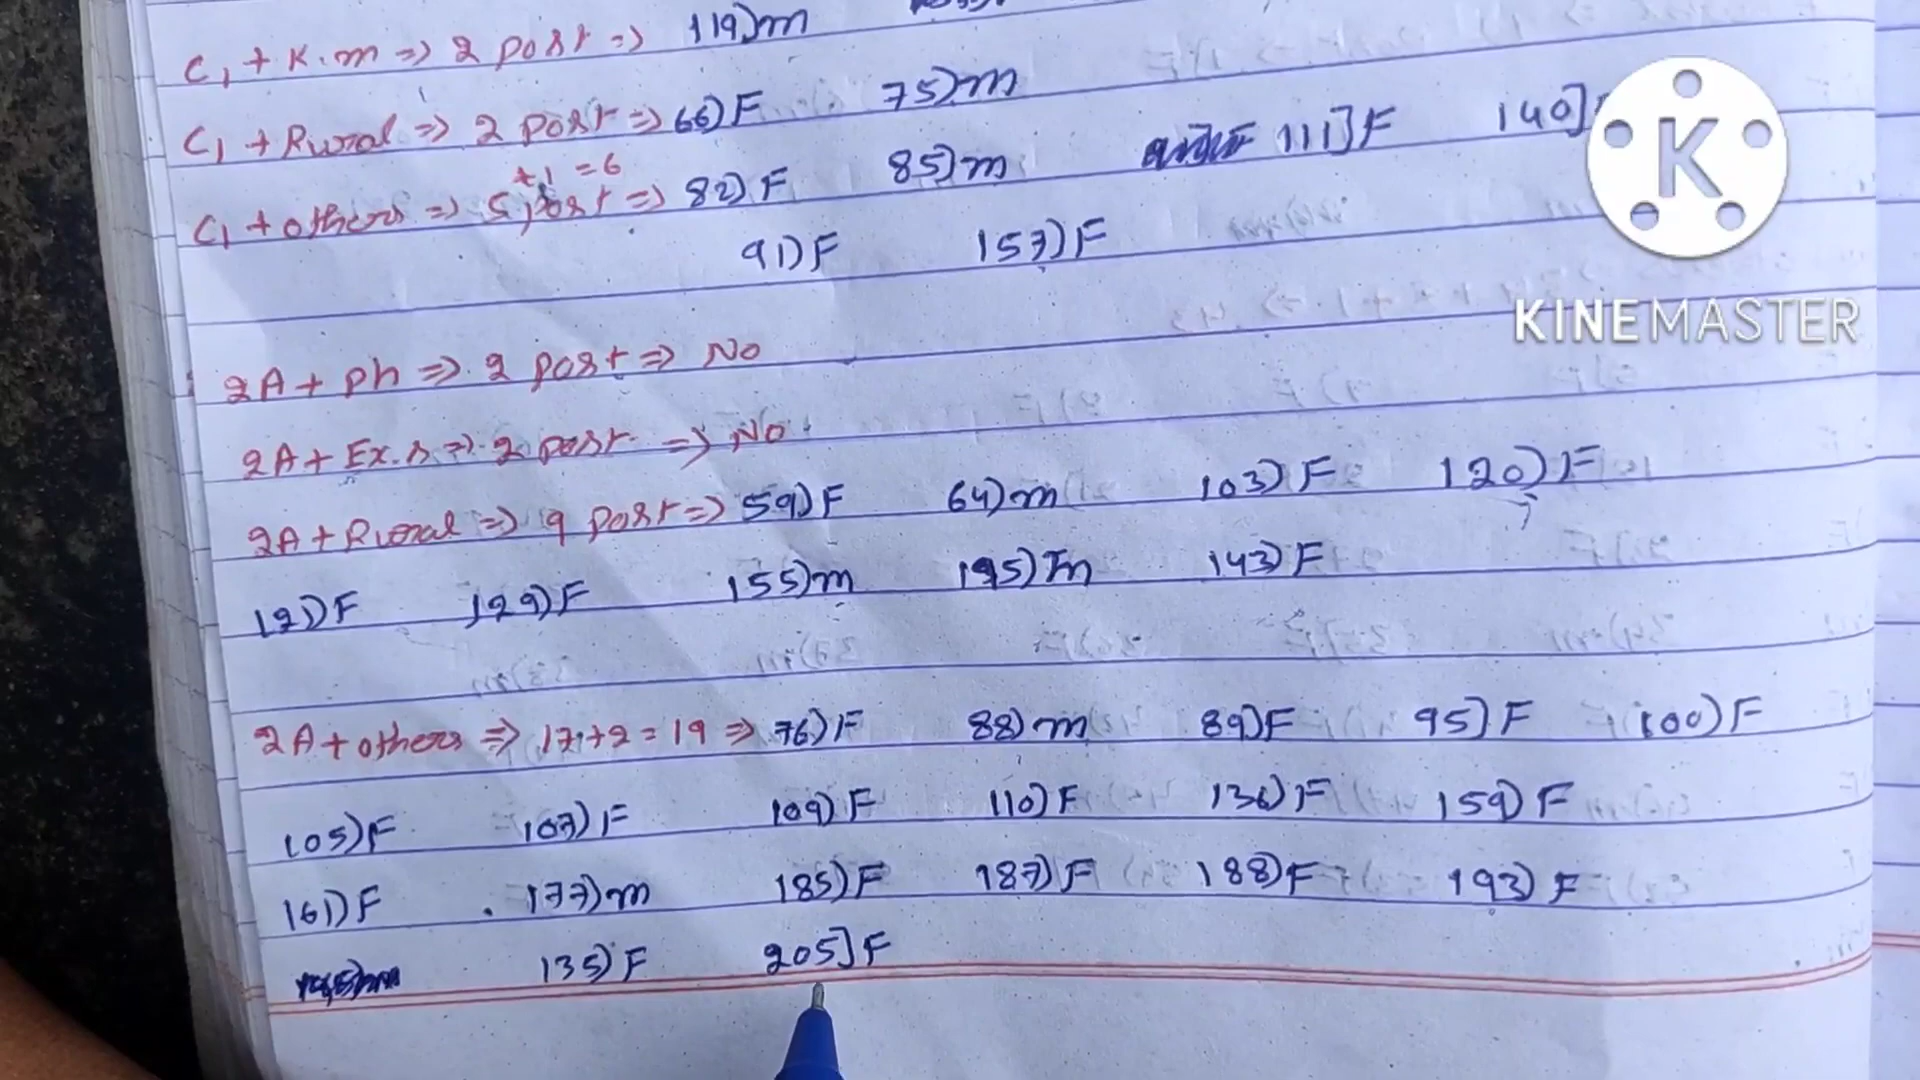 C1 + K.m => 2 post => 119)m
C1 + Rural => 2 post => 66)F 75)m
+1 = 6
C1 + others => 5 post => 82)F 85)m 111]F 140]
91)F 157)F
2A + ph => 2 post => No
2A + Ex.s => 2 post => No
2A + Rural => 9 post => 59)F 64)m 103)F 120)F
121)F 129)F 155)m 195)m 143)F
2A + others => 17+2 = 19 => 76)F 88)m 89)F 95]F 100)F
105)F 107)F 109)F 110)F 136)F 159)F
161)F 177)m 185)F 187)F 188)F 193)F
135)F 205]F
K
KINEMASTER